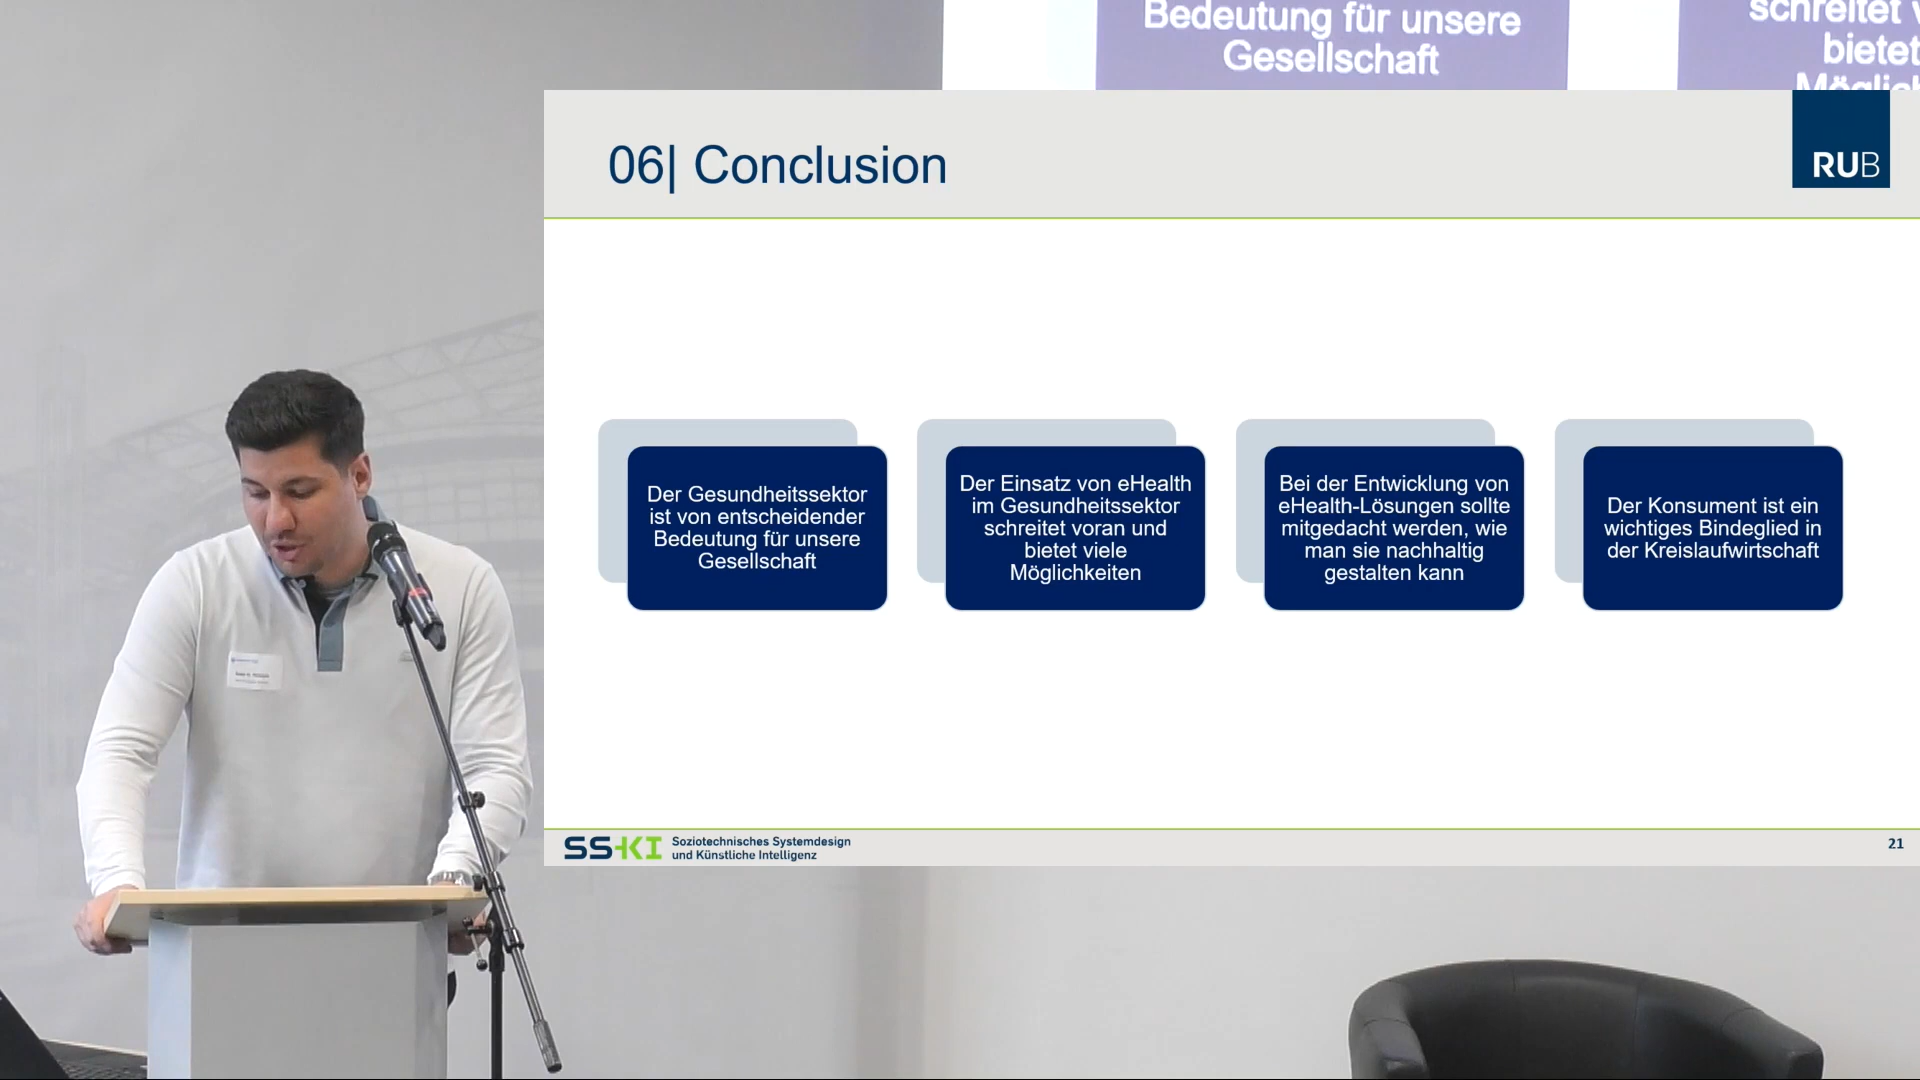 Bedeutung für unsere
Gesellschaft
schreitet
bietet
06| Conclusion
RUB
Der Gesundheitssektor
ist von entscheidender
Bedeutung für unsere
Gesellschaft
Der Einsatz von eHealth
im Gesundheitssektor
schreitet voran und
bietet viele
Möglichkeiten
Bei der Entwicklung von
eHealth-Lösungen sollte
mitgedacht werden, wie
man sie nachhaltig
gestalten kann
Der Konsument ist ein
wichtiges Bindeglied in
der Kreislaufwirtschaft
SSKI Soziotechnisches Systemdesign
und Künstliche Intelligenz
21